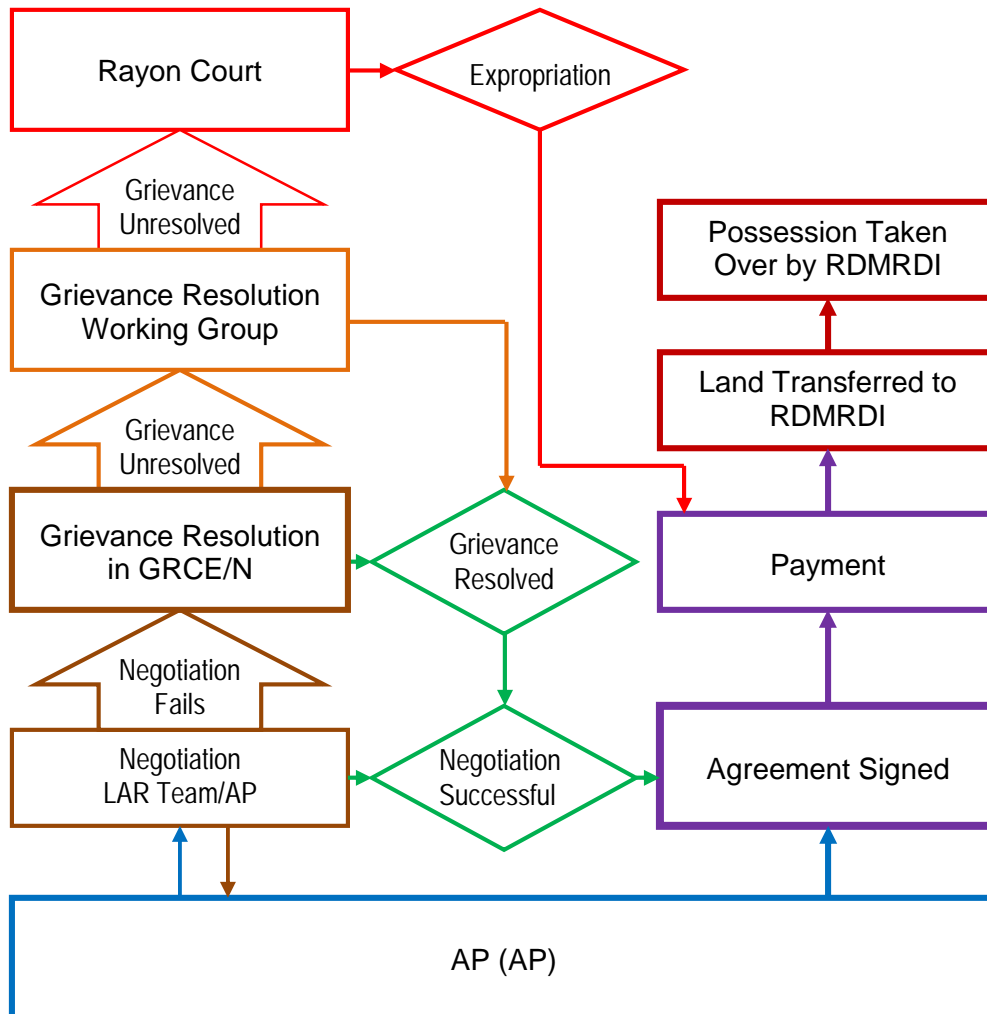 Rayon Court
Expropriation
Grievance
Unresolved
Possession Taken
Over by RDMRDI
Grievance Resolution
Working Group
Land Transferred to
RDMRDI
Grievance
Unresolved
Grievance Resolution
in GRCE/N
Grievance
Resolved
Payment
Negotiation
Fails
Negotiation
LAR Team/AP
Negotiation
Successful
Agreement Signed
AP (AP)